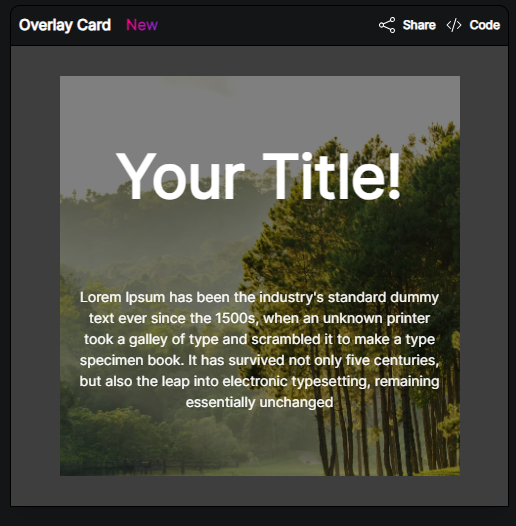 Overlay Card New Share Code
Your Title!
Lorem Ipsum has been the industry's standard dummy
text ever since the 1500s, when an unknown printer
took a galley of type and scrambled it to make a type
specimen book. It has survived not only five centuries,
but also the leap into electronic typesetting, remaining
essentially unchanged